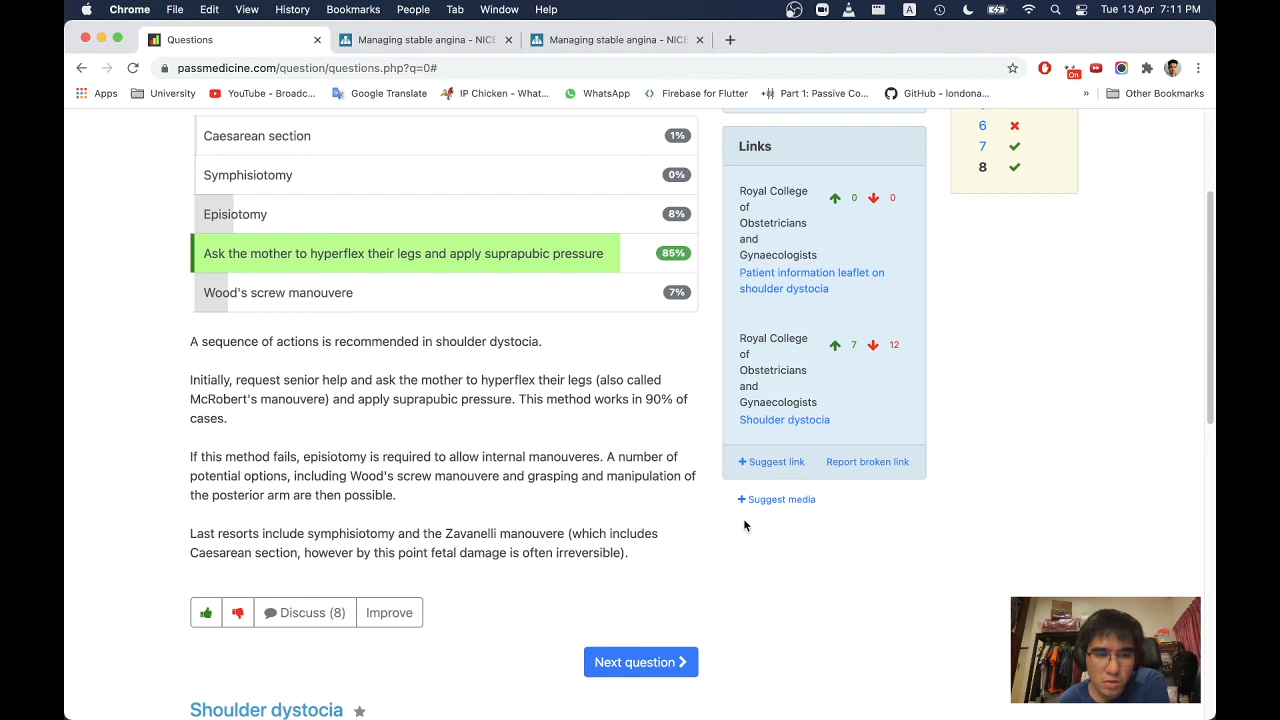 Chrome File Edit View History Bookmarks People Tab Window Help A Tue 13 Apr 7:11 PM
Questions Managing stable angina - NICE Managing stable angina - NICE
passmedicine.com/question/questions.php?q=0# On
Apps University YouTube - Broadc... Google Translate IP Chicken - What... WhatsApp Firebase for Flutter Part 1: Passive Co... GitHub - londona... » Other Bookmarks
Caesarean section 1%
Symphisiotomy 0%
Episiotomy 8%
Ask the mother to hyperflex their legs and apply suprapubic pressure 85%
Wood's screw manouvere 7%
A sequence of actions is recommended in shoulder dystocia.
Initially, request senior help and ask the mother to hyperflex their legs (also called
McRobert's manouvere) and apply suprapubic pressure. This method works in 90% of
cases.
If this method fails, episiotomy is required to allow internal manouveres. A number of
potential options, including Wood's screw manouvere and grasping and manipulation of
the posterior arm are then possible.
Last resorts include symphisiotomy and the Zavanelli manouvere (which includes
Caesarean section, however by this point fetal damage is often irreversible).
Discuss (8) Improve
Next question
Shoulder dystocia
Links
Royal College
of
Obstetricians
and
Gynaecologists
0 0
Patient information leaflet on
shoulder dystocia
Royal College
of
Obstetricians
and
Gynaecologists
7 12
Shoulder dystocia
Suggest link Report broken link
Suggest media
6
7
8